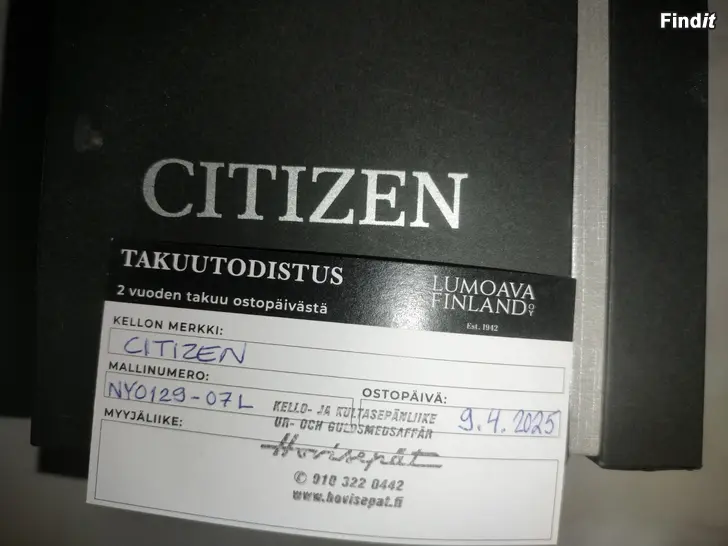 Findit
CITIZEN
TAKUUTODISTUS
2 vuoden takuu ostopäivästä
LUMOAVA
FINLAND OY
Est. 1942
KELLON MERKKI:
CITIZEN
MALLINUMERO:
NY0129-07L
OSTOPÄIVÄ:
9.4.2025
MYYJÄLIIKE:
KELLO- JA KULTASEPÄNLIIKE
UR- OCH GULDSMEDSAFFÄR
Hovisepät
✆ 010 322 0442
www.hovisepat.fi